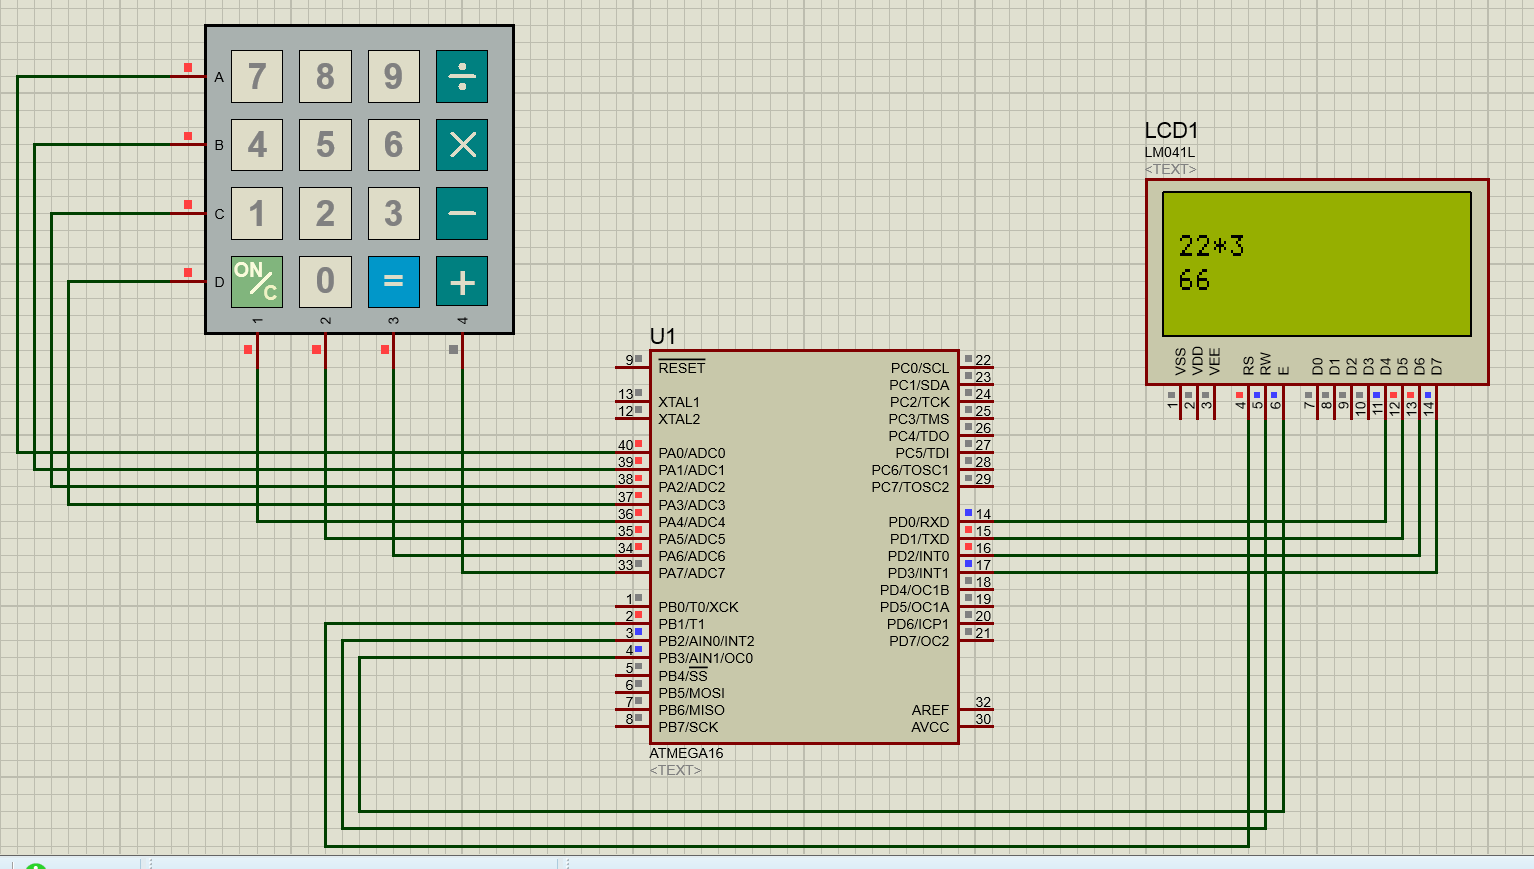 7 8 9 ÷
A
4 5 6 ×
B
1 2 3 −
C
ON/C 0 = +
D
1 2 3 4
LCD1
LM041L
<TEXT>
22*3
66
VSS VDD VEE RS RW E D0 D1 D2 D3 D4 D5 D6 D7
1 2 3 4 5 6 7 8 9 10 11 12 13 14
U1
9 RESET
13 XTAL1
12 XTAL2
40 PA0/ADC0
39 PA1/ADC1
38 PA2/ADC2
37 PA3/ADC3
36 PA4/ADC4
35 PA5/ADC5
34 PA6/ADC6
33 PA7/ADC7
1 PB0/T0/XCK
2 PB1/T1
3 PB2/AIN0/INT2
4 PB3/AIN1/OC0
5 PB4/SS
6 PB5/MOSI
7 PB6/MISO
8 PB7/SCK
PC0/SCL 22
PC1/SDA 23
PC2/TCK 24
PC3/TMS 25
PC4/TDO 26
PC5/TDI 27
PC6/TOSC1 28
PC7/TOSC2 29
PD0/RXD 14
PD1/TXD 15
PD2/INT0 16
PD3/INT1 17
PD4/OC1B 18
PD5/OC1A 19
PD6/ICP1 20
PD7/OC2 21
AREF 32
AVCC 30
ATMEGA16
<TEXT>